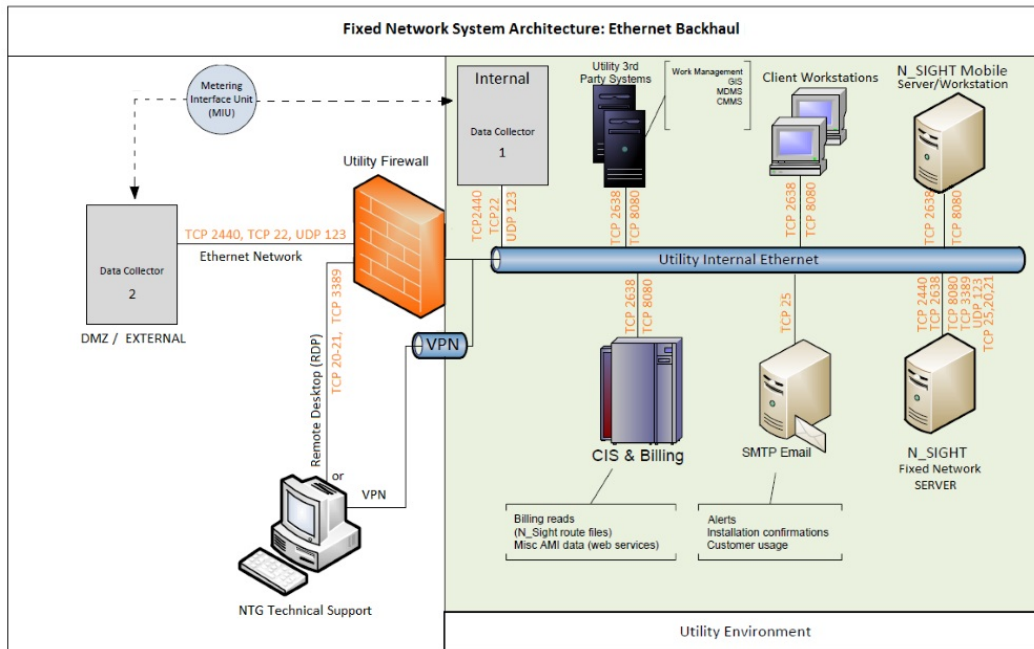 Fixed Network System Architecture: Ethernet Backhaul
Metering
Interface Unit
(MIU)
Internal
Data Collector
1
Utility 3rd
Party Systems
Work Management
GIS
MDMS
CMMS
Client Workstations
N_SIGHT Mobile
Server/Workstation
Utility Firewall
TCP2440
TCP22
UDP 123
TCP 2638
TCP 8080
TCP 2638
TCP 8080
TCP 2638
TCP 8080
TCP 2440, TCP 22, UDP 123
Ethernet Network
Data Collector
2
DMZ / EXTERNAL
Utility Internal Ethernet
Remote Desktop (RDP)
TCP 20-21, TCP 3389
VPN
TCP 2638
TCP 8080
TCP 25
TCP 2440
TCP 2638
TCP 8080
TCP 3389
UDP 123
TCP 25,20,21
CIS & Billing
SMTP Email
N_SIGHT
Fixed Network
SERVER
or
VPN
Billing reads
(N_Sight route files)
Misc AMI data (web services)
Alerts
Installation confirmations
Customer usage
NTG Technical Support
Utility Environment